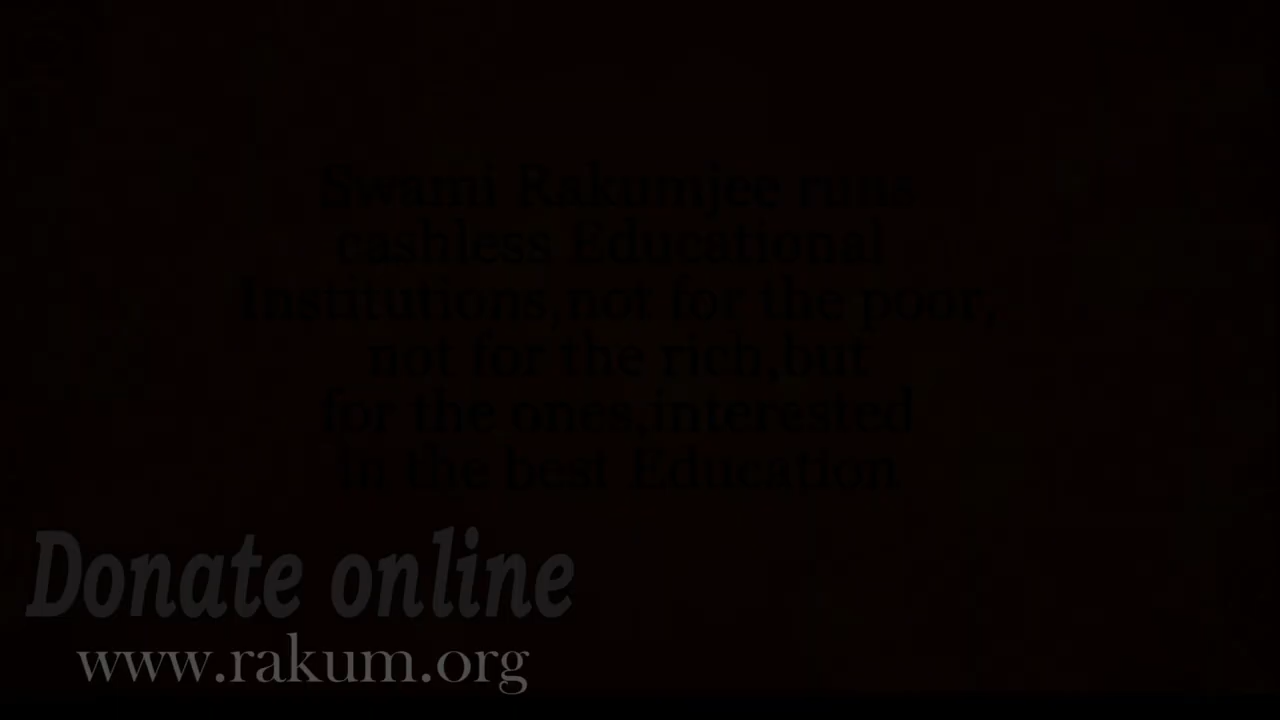 Swami Rakumjee runs
cashless Educational
Institutions,not for the poor,
not for the rich,but
for the ones,interested
in the best Education
Donate online
www.rakum.org